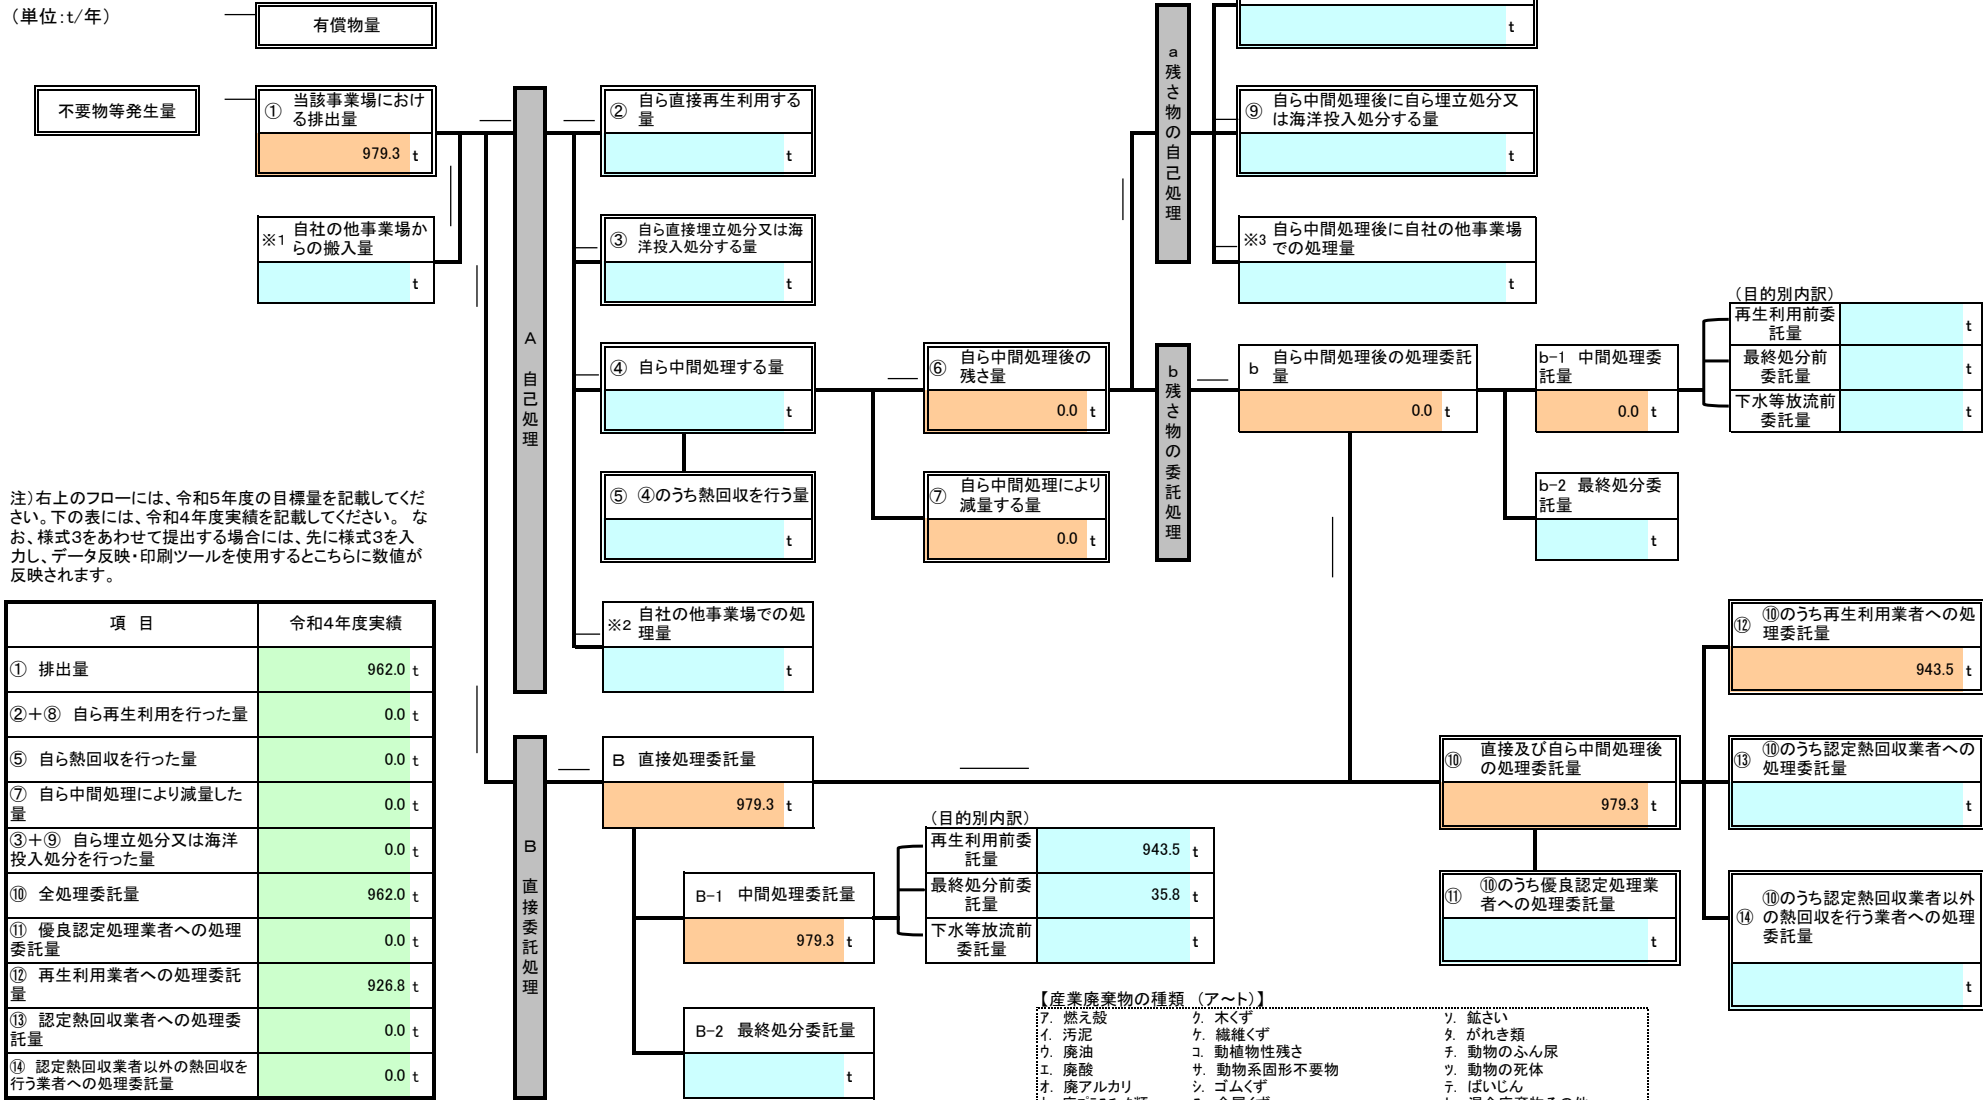 （単位:t/年）
有償物量
不要物等発生量
① 当該事業場におけ
る排出量
979.3 t
※1 自社の他事業場か
らの搬入量
t
A 自己処理
② 自ら直接再生利用する
量
t
③ 自ら直接埋立処分又は海
洋投入処分する量
t
④ 自ら中間処理する量
t
⑤ ④のうち熱回収を行う量
t
※2 自社の他事業場での処
理量
t
⑥ 自ら中間処理後の
残さ量
0.0 t
⑦ 自ら中間処理により
減量する量
0.0 t
a 残さ物の自己処理
t
⑨ 自ら中間処理後に自ら埋立処分又
は海洋投入処分する量
t
※3 自ら中間処理後に自社の他事業場
での処理量
t
b 残さ物の委託処理
b 自ら中間処理後の処理委託
量
0.0 t
b-1 中間処理委
託量
0.0 t
（目的別内訳）
再生利用前委
託量 t
最終処分前
委託量 t
下水等放流前
委託量 t
b-2 最終処分委
託量
t
注）右上のフローには、令和5年度の目標量を記載してくだ
さい。下の表には、令和4年度実績を記載してください。 な
お、様式3をあわせて提出する場合には、先に様式3を入
力し、データ反映・印刷ツールを使用するとこちらに数値が
反映されます。
項 目 令和4年度実績
① 排出量 962.0 t
②＋⑧ 自ら再生利用を行った量 0.0 t
⑤ 自ら熱回収を行った量 0.0 t
⑦ 自ら中間処理により減量した
量 0.0 t
③＋⑨ 自ら埋立処分又は海洋
投入処分を行った量 0.0 t
⑩ 全処理委託量 962.0 t
⑪ 優良認定処理業者への処理
委託量 0.0 t
⑫ 再生利用業者への処理委託
量 926.8 t
⑬ 認定熱回収業者への処理委
託量 0.0 t
⑭ 認定熱回収業者以外の熱回収を
行う業者への処理委託量 0.0 t
B 直接委託処理
B 直接処理委託量
979.3 t
B-1 中間処理委託量
979.3 t
（目的別内訳）
再生利用前委
託量 943.5 t
最終処分前委
託量 35.8 t
下水等放流前
委託量 t
B-2 最終処分委託量
t
⑩ 直接及び自ら中間処理後
の処理委託量
979.3 t
⑪ ⑩のうち優良認定処理業
者への処理委託量
t
⑫ ⑩のうち再生利用業者への処
理委託量
943.5 t
⑬ ⑩のうち認定熱回収業者への
処理委託量
t
⑭ ⑩のうち認定熱回収業者以外
の熱回収を行う業者への処理
委託量
t
【産業廃棄物の種類 （ア～ト）】
ア. 燃え殻 ク. 木くず ソ. 鉱さい
イ. 汚泥 ケ. 繊維くず タ. がれき類
ウ. 廃油 コ. 動植物性残さ チ. 動物のふん尿
エ. 廃酸 サ. 動物系固形不要物 ツ. 動物の死体
オ. 廃アルカリ シ. ゴムくず テ. ばいじん